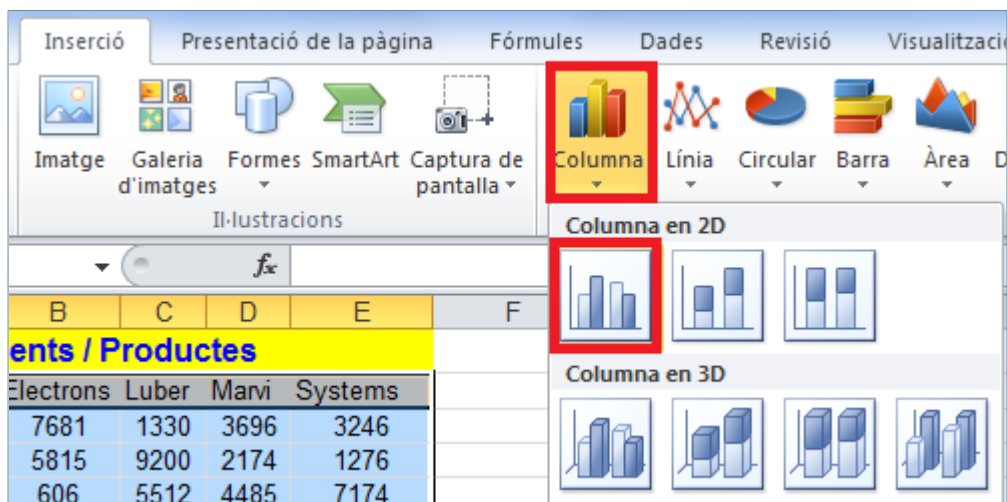 Inserció Presentació de la pàgina Fórmules Dades Revisió Visualitzaci
Imatge Galeria d'imatges Formes SmartArt Captura de pantalla Columna Línia Circular Barra Àrea D
Il·lustracions
Columna en 2D
fx
B C D E F
ents / Productes
Columna en 3D
Electrons Luber Marvi Systems
7681 1330 3696 3246
5815 9200 2174 1276
606 5512 4485 7174